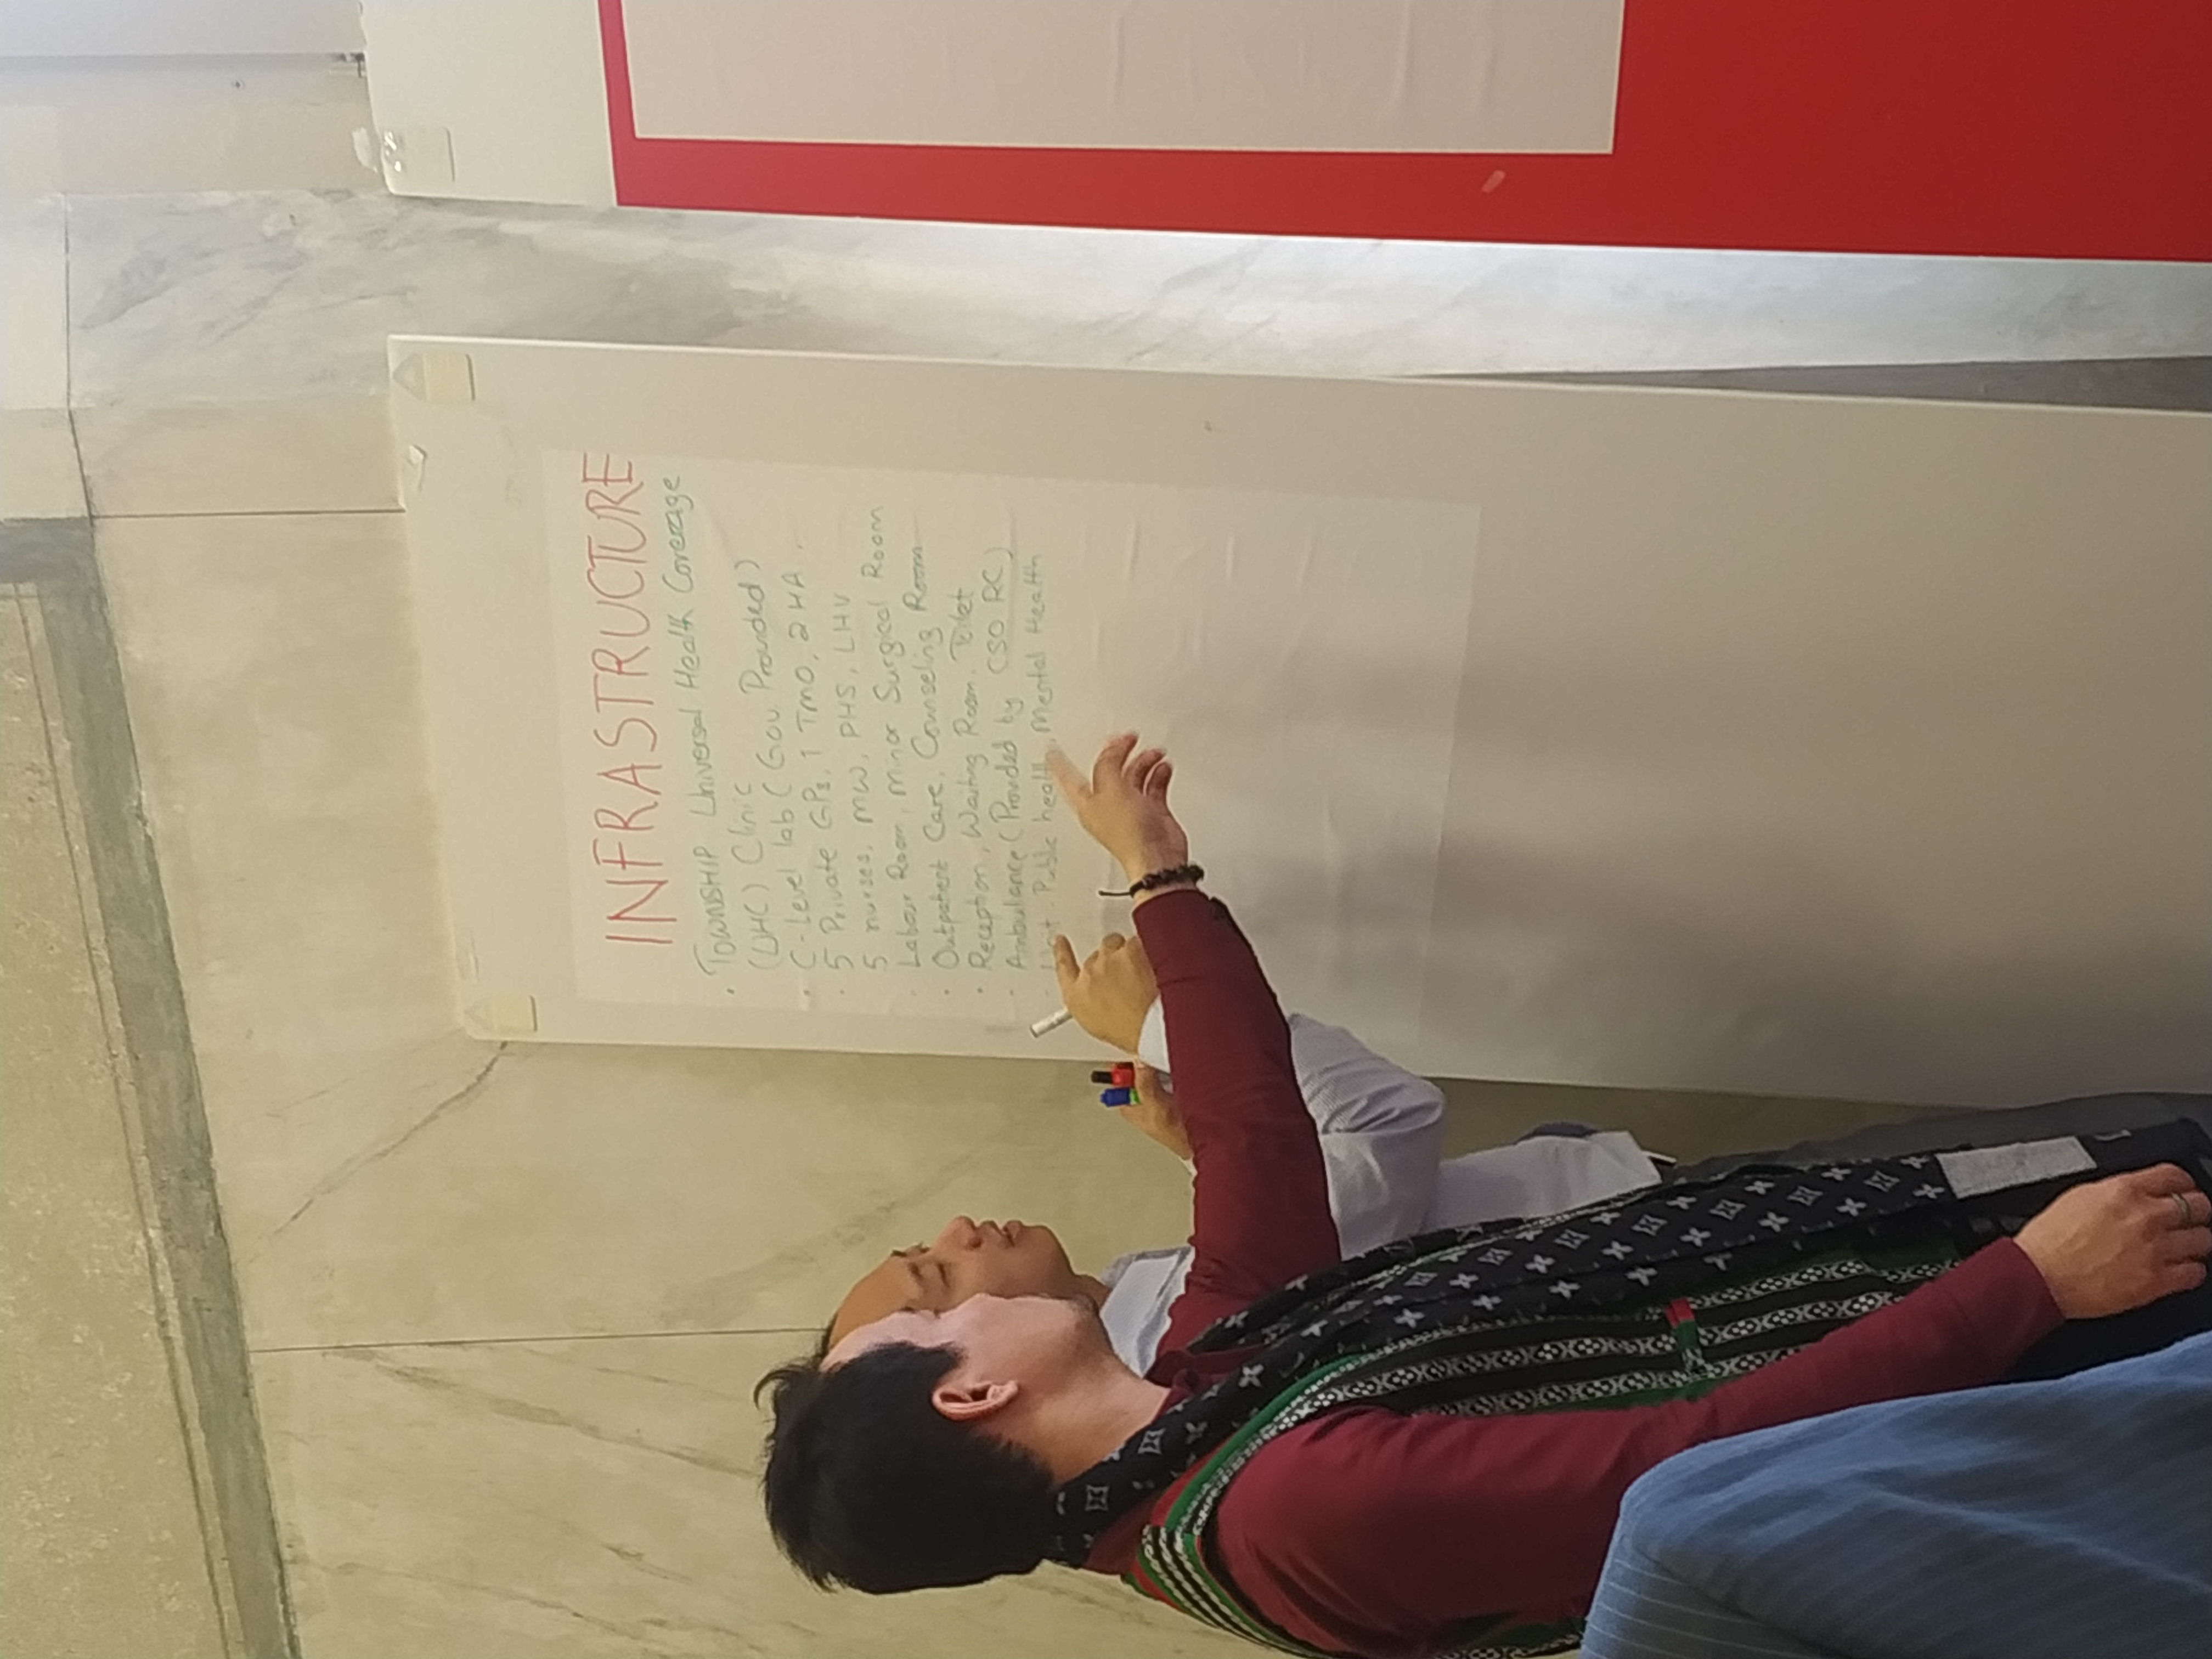 INFRASTRUCTURE
· TOWNSHIP Universal Health Coverage
(UHC) Clinic
· C-Level lab (Gov. Provided)
· 5 Private GPs, 1 TMO, 2 HA,
5 nurses, MW, PHS, LHV
· Labour Room, Minor Surgical Room
· Outpatient Care, Counseling Room
· Reception, Waiting Room, Toilet
· Ambulance (Provided by CSO RC)
· Unit. Public health, Mental Health